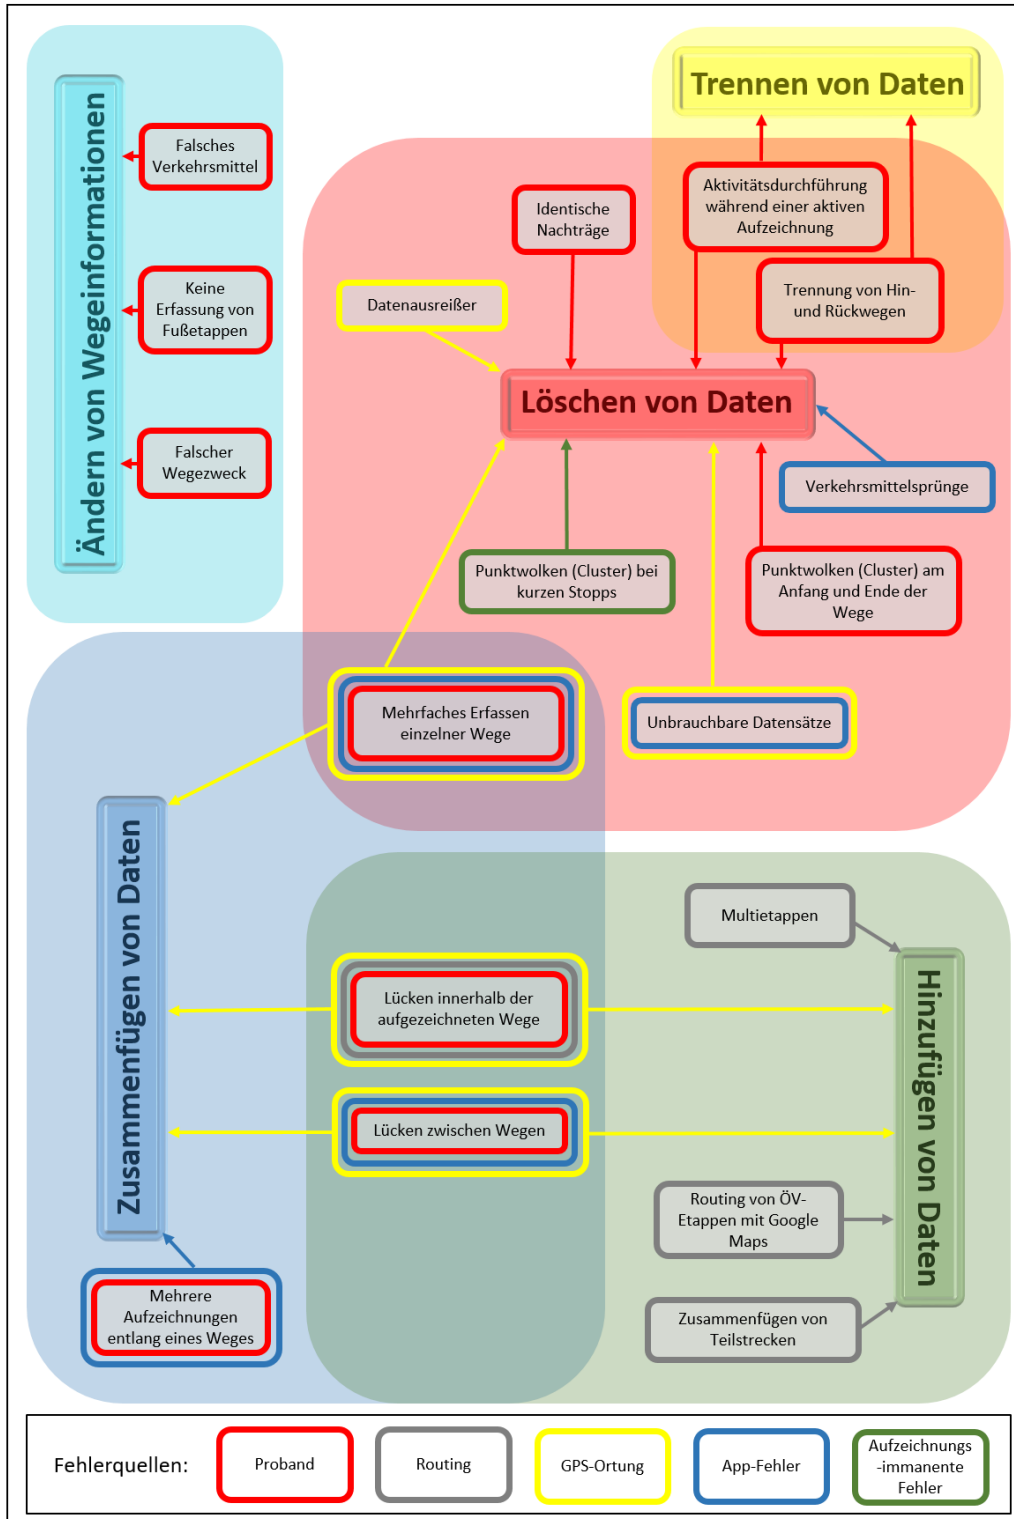 Ändern von Wegeinformationen
Falsches
Verkehrsmittel
Keine
Erfassung von
Fußetappen
Falscher
Wegezweck
Trennen von Daten
Aktivitätsdurchführung
während einer aktiven
Aufzeichnung
Identische
Nachträge
Trennung von Hin-
und Rückwegen
Datenausreißer
Löschen von Daten
Verkehrsmittelsprünge
Punktwolken (Cluster) bei
kurzen Stopps
Punktwolken (Cluster) am
Anfang und Ende der
Wege
Mehrfaches Erfassen
einzelner Wege
Unbrauchbare Datensätze
Zusammenfügen von Daten
Multietappen
Lücken innerhalb der
aufgezeichneten Wege
Hinzufügen von Daten
Lücken zwischen Wegen
Routing von ÖV-
Etappen mit Google
Maps
Mehrere
Aufzeichnungen
entlang eines Weges
Zusammenfügen von
Teilstrecken
Fehlerquellen:
Proband
Routing
GPS-Ortung
App-Fehler
Aufzeichnungs
-immanente
Fehler